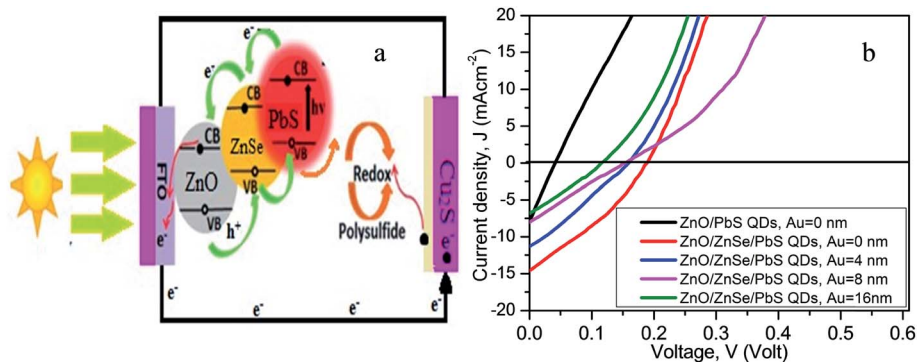 a
e-
e-
CB
hν
PbS
CB
ZnSe
CB
ZnO
VB
VB
VB
h+
FTO
e-
Redox
Polysulfide
Cu2S
e-
e-
e-
e-
e-
b
Current density, J (mAcm-2)
20
15
10
5
0
-5
-10
-15
-20
ZnO/PbS QDs, Au=0 nm
ZnO/ZnSe/PbS QDs, Au=0 nm
ZnO/ZnSe/PbS QDs, Au=4 nm
ZnO/ZnSe/PbS QDs, Au=8 nm
ZnO/ZnSe/PbS QDs, Au=16nm
0.0 0.1 0.2 0.3 0.4 0.5 0.6
Voltage, V (Volt)